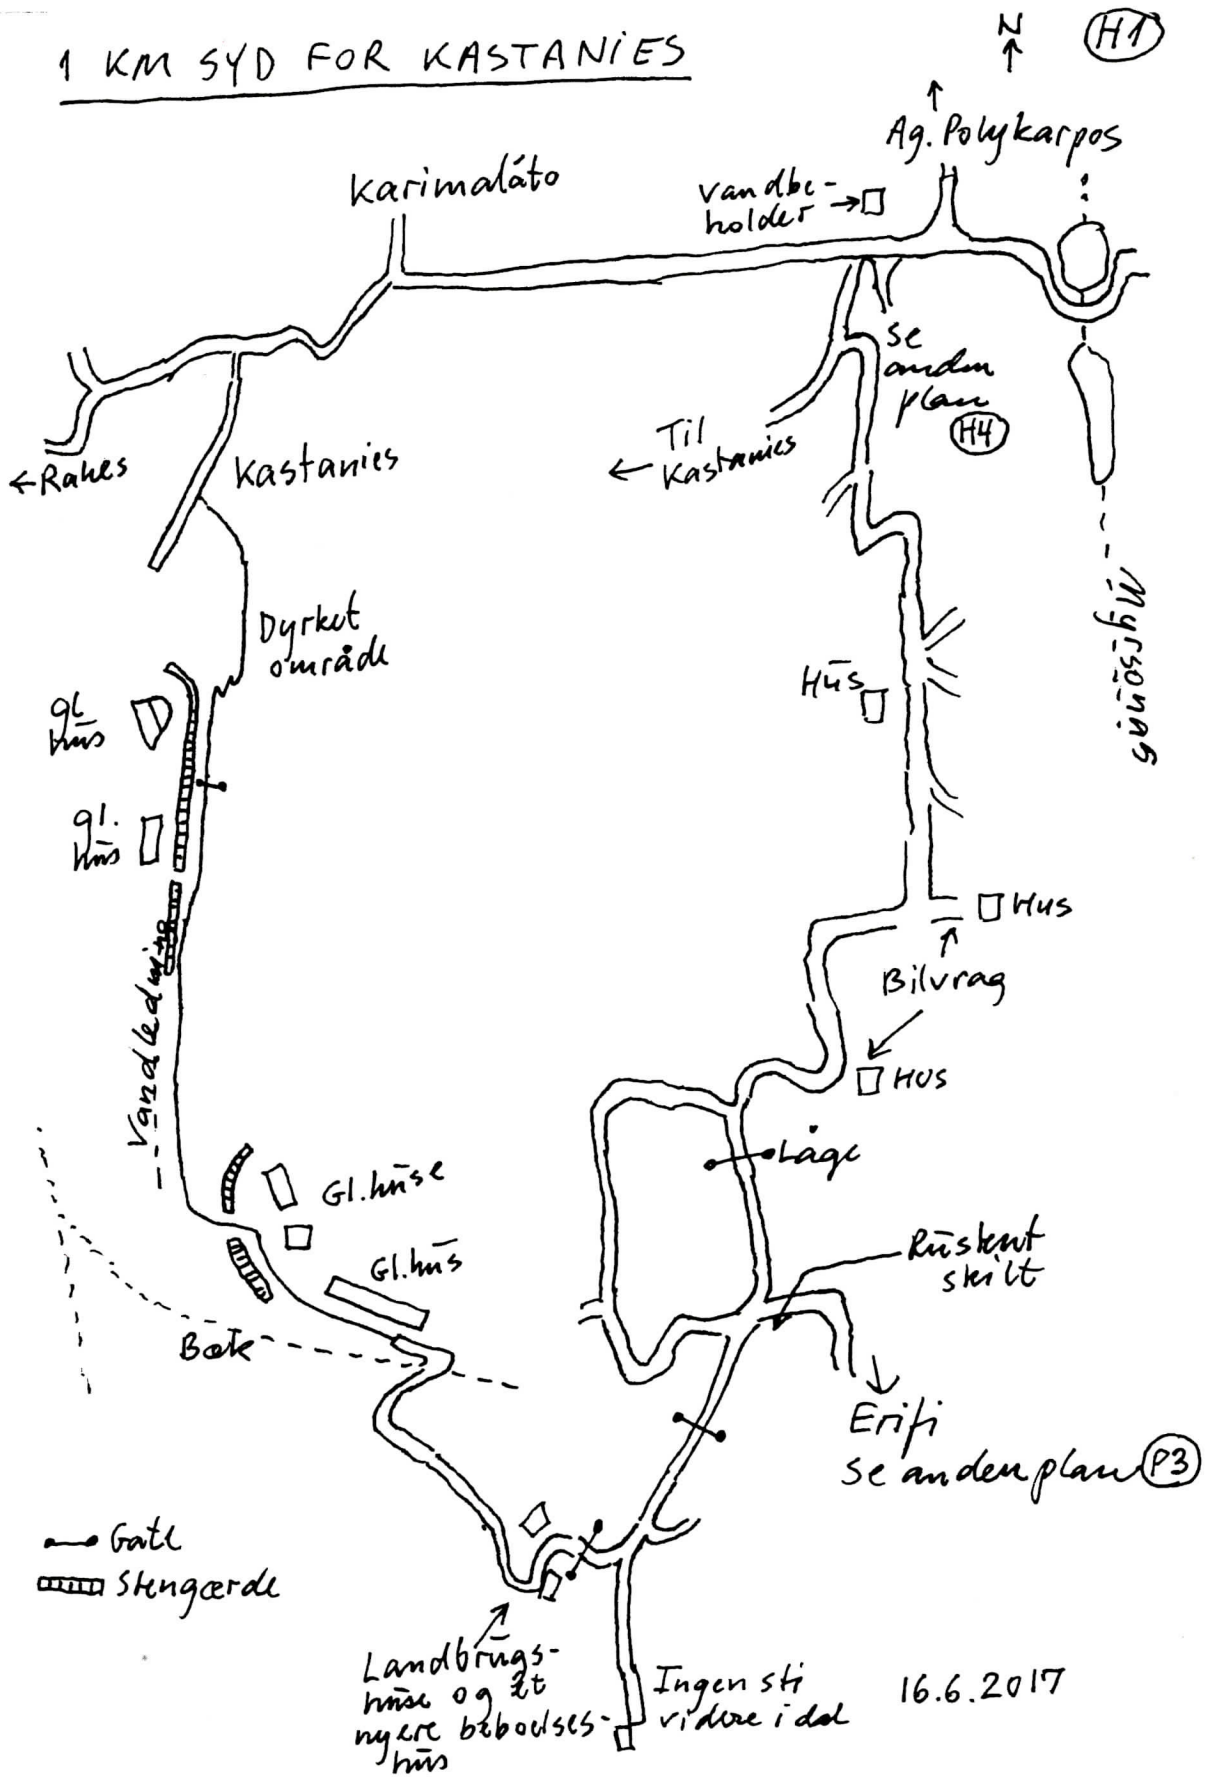 1 KM SYD FOR KASTANIES
N
H1
Ag. Polykarpos
Karimaláto
vandbe-
holder
se
anden
plan
H4
Til
Kastanies
← Rahes
Kastanies
Myrsonas
Dyrket
område
Hus
gl.
hus
gl.
hus
Hus
Bilvrag
Vandledning
Hus
Låge
Gl. huse
Rustent
skilt
Gl. hus
Bæk
Erifi
se anden plan P3
Gate
Stengærde
Landbrugs-
huse og et
nyere beboelses-
hus
Ingen sti
videre i dal
16.6.2017